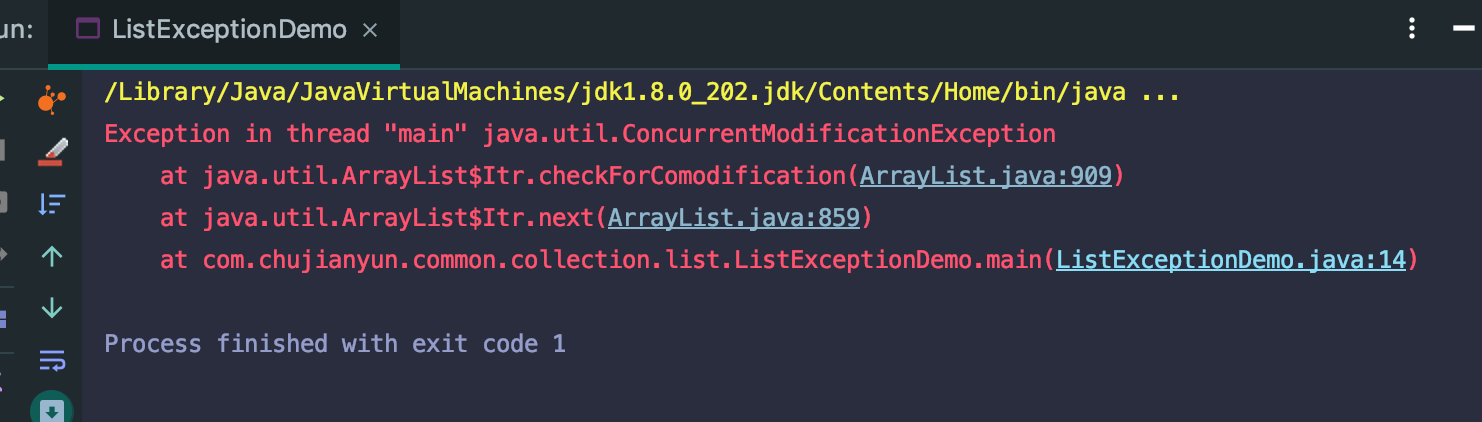 un:
ListExceptionDemo ×
/Library/Java/JavaVirtualMachines/jdk1.8.0_202.jdk/Contents/Home/bin/java ...
Exception in thread "main" java.util.ConcurrentModificationException
    at java.util.ArrayList$Itr.checkForComodification(ArrayList.java:909)
    at java.util.ArrayList$Itr.next(ArrayList.java:859)
    at com.chujianyun.common.collection.list.ListExceptionDemo.main(ListExceptionDemo.java:14)
Process finished with exit code 1